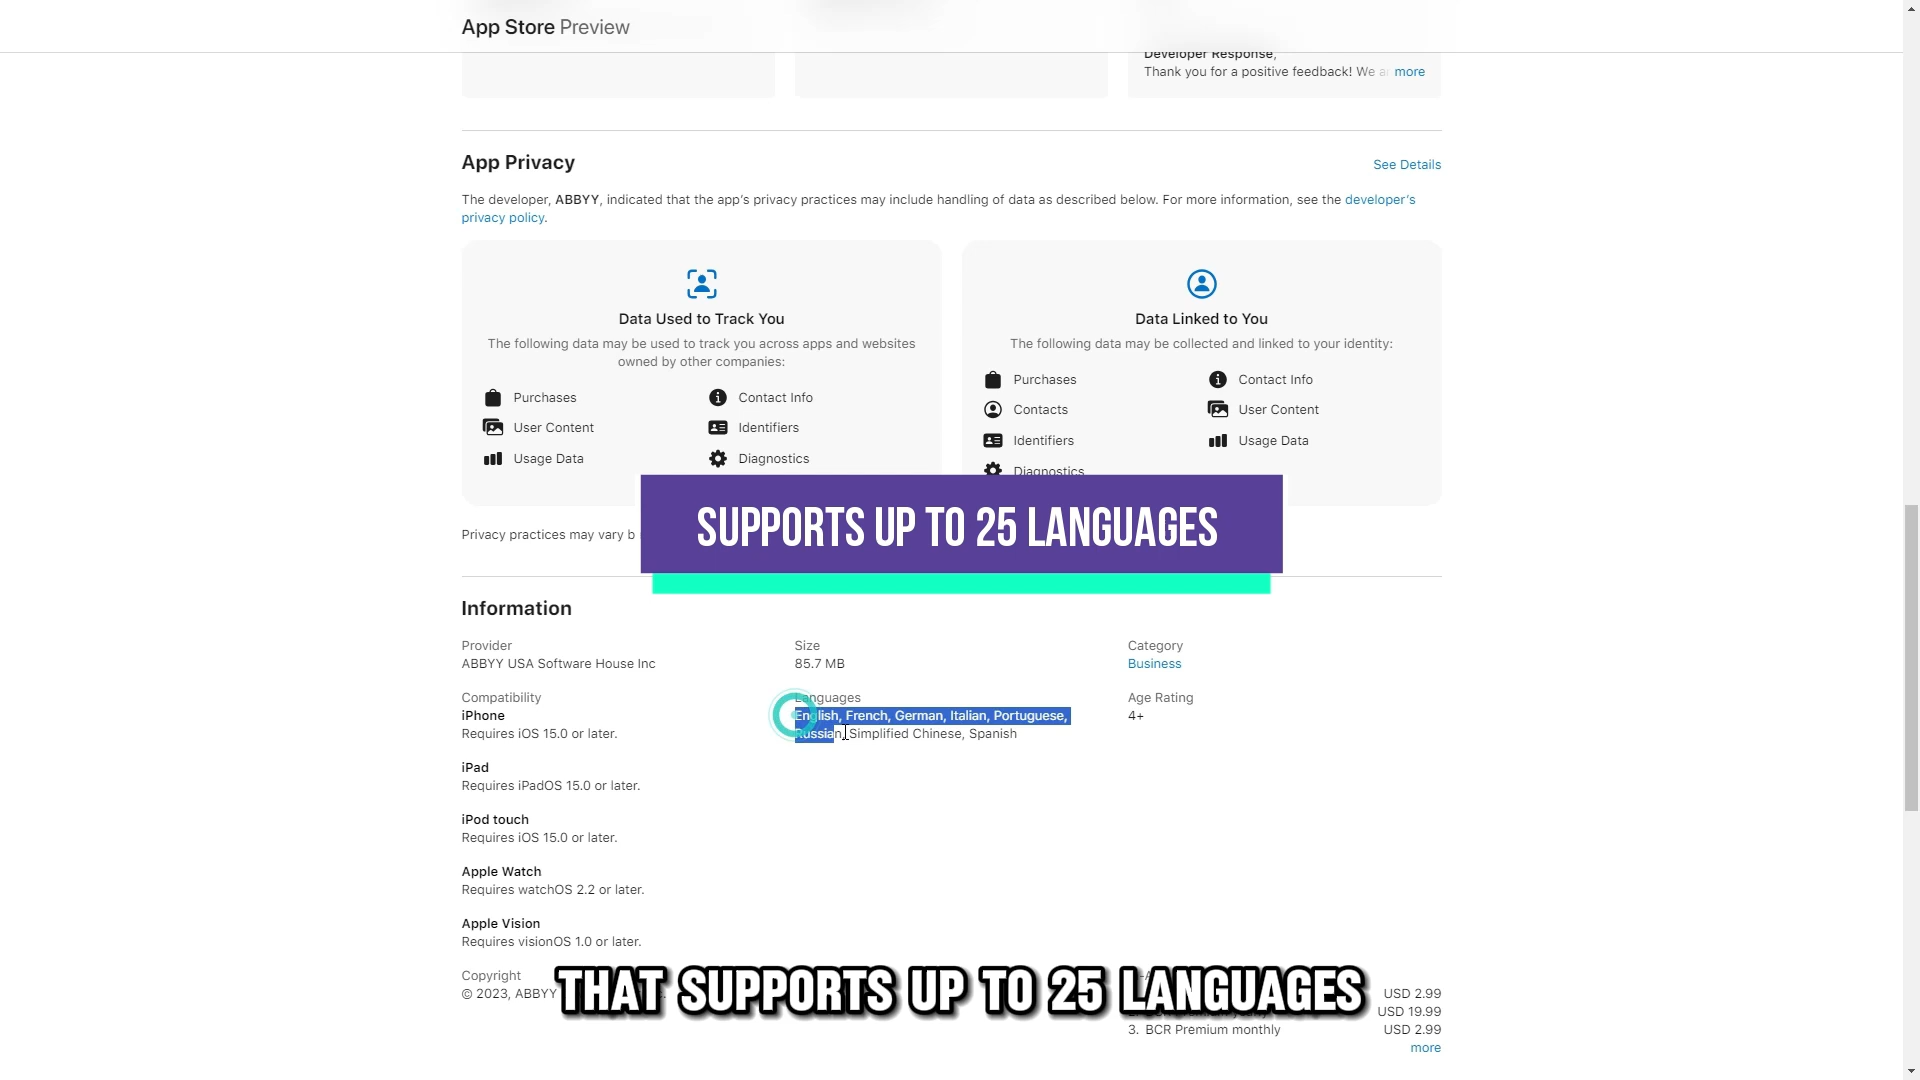 App Store Preview
Developer Response,
Thank you for a positive feedback! We a more
App Privacy
See Details
The developer, ABBYY, indicated that the app's privacy practices may include handling of data as described below. For more information, see the developer's
privacy policy.
Data Used to Track You
The following data may be used to track you across apps and websites
owned by other companies:
Purchases
Contact Info
User Content
Identifiers
Usage Data
Diagnostics
Data Linked to You
The following data may be collected and linked to your identity:
Purchases
Contact Info
Contacts
User Content
Identifiers
Usage Data
Diagnostics
Privacy practices may vary b
SUPPORTS UP TO 25 LANGUAGES
Information
Provider
ABBYY USA Software House Inc
Size
85.7 MB
Category
Business
Compatibility
iPhone
Requires iOS 15.0 or later.
iPad
Requires iPadOS 15.0 or later.
iPod touch
Requires iOS 15.0 or later.
Apple Watch
Requires watchOS 2.2 or later.
Apple Vision
Requires visionOS 1.0 or later.
Languages
English, French, German, Italian, Portuguese,
Russian, Simplified Chinese, Spanish
Age Rating
4+
Copyright
© 2023, ABBYY
THAT SUPPORTS UP TO 25 LANGUAGES
USD 2.99
USD 19.99
3. BCR Premium monthly USD 2.99
more